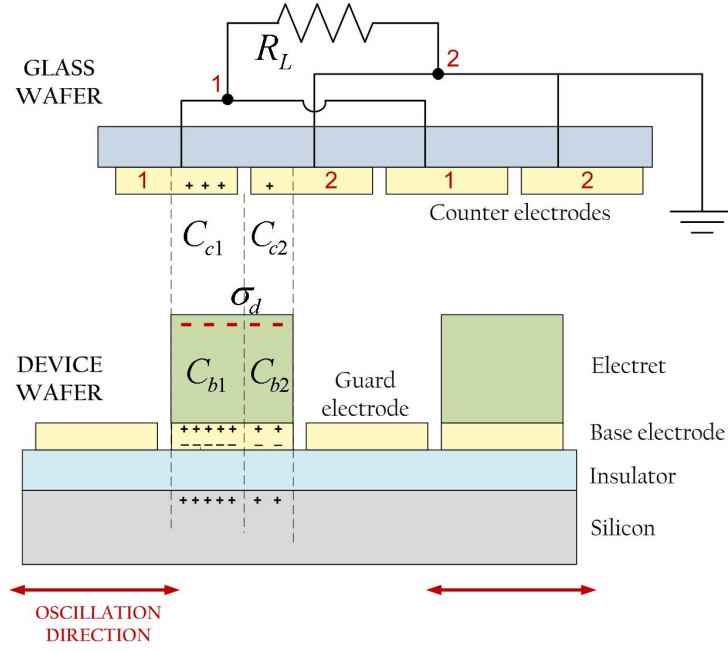 R_L
2
1
GLASS
WAFER
1
+ + +
+
2
1
2
Counter electrodes
C_c1
C_c2
σ_d
– – – – –
DEVICE
WAFER
C_b1
C_b2
Guard
electrode
Electret
+++++
+ +
Base electrode
– – – – –
– –
Insulator
+++++
+ +
Silicon
OSCILLATION
DIRECTION